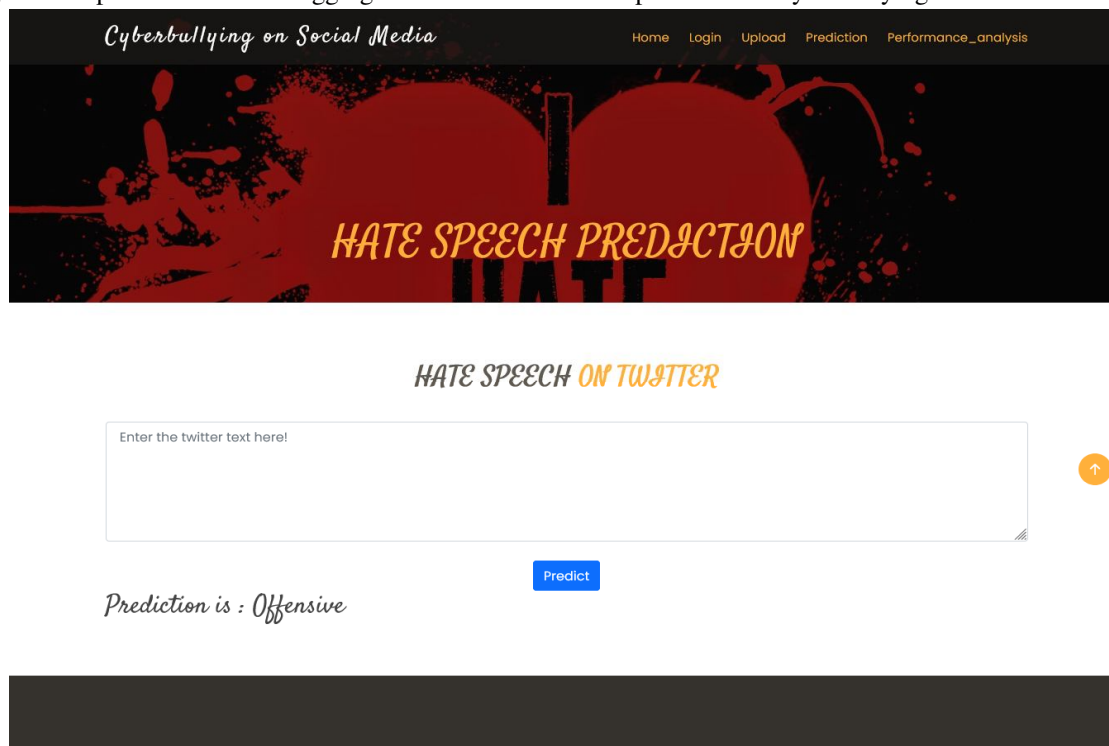 Cyberbullying on Social Media
Home Login Upload Prediction Performance_analysis
I
HATE SPEECH PREDICTION
HATE
HATE SPEECH ON TWITTER
Enter the twitter text here!
Predict
Prediction is : Offensive